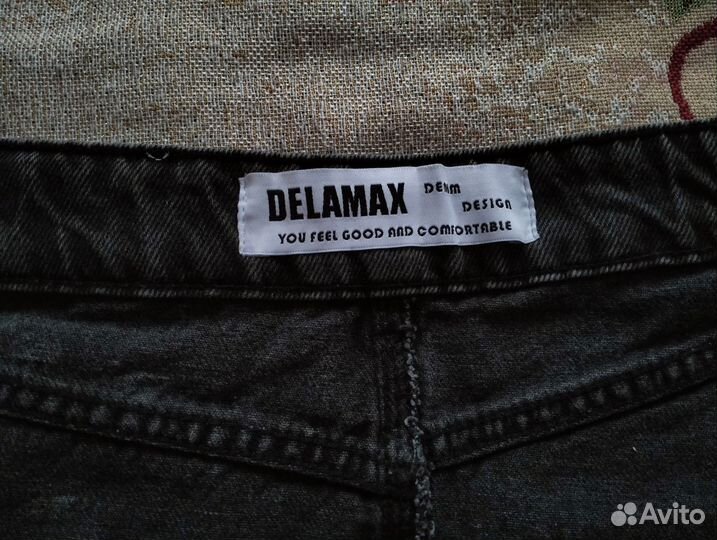 DELAMAX DENIM
DESIGN
YOU FEEL GOOD AND COMFORTABLE
Avito